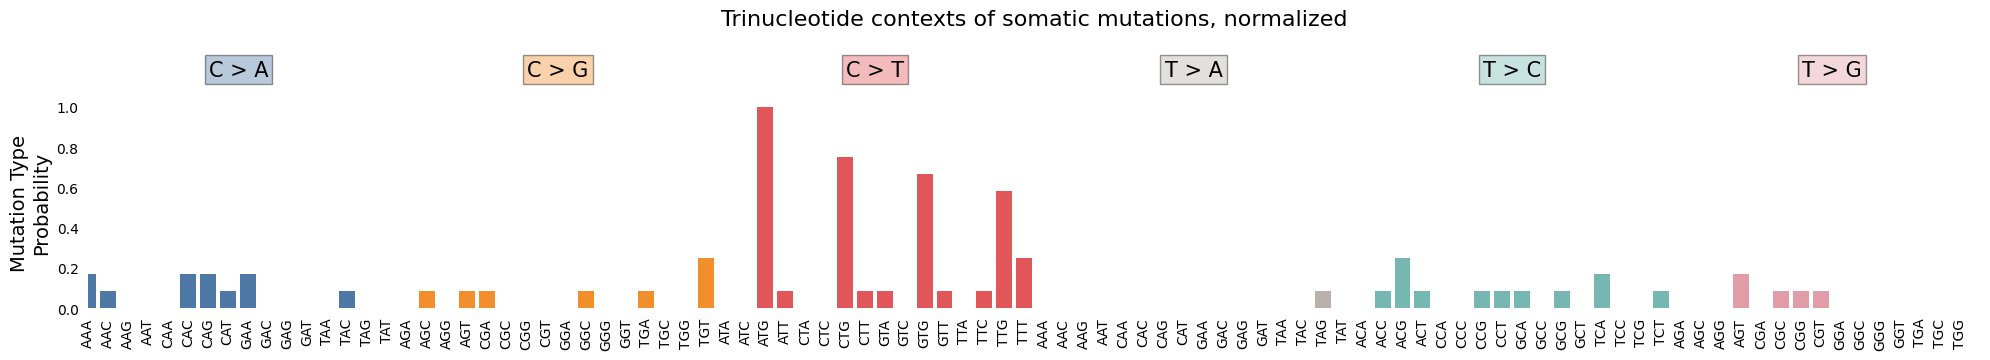 Trinucleotide contexts of somatic mutations, normalized
C > A C > G C > T T > A T > C T > G
Mutation Type
Probability
1.0
0.8
0.6
0.4
0.2
0.0
AAA AAC AAG AAT CAA CAC CAG CAT GAA GAC GAG GAT TAA TAC TAG TAT AGA AGC AGG AGT CGA CGC CGG CGT GGA GGC GGG GGT TGA TGC TGG TGT ATA ATC ATG ATT CTA CTC CTG CTT GTA GTC GTG GTT TTA TTC TTG TTT AAA AAC AAG AAT CAA CAC CAG CAT GAA GAC GAG GAT TAA TAC TAG TAT ACA ACC ACG ACT CCA CCC CCG CCT GCA GCC GCG GCT TCA TCC TCG TCT AGA AGC AGG AGT CGA CGC CGG CGT GGA GGC GGG GGT TGA TGC TGG